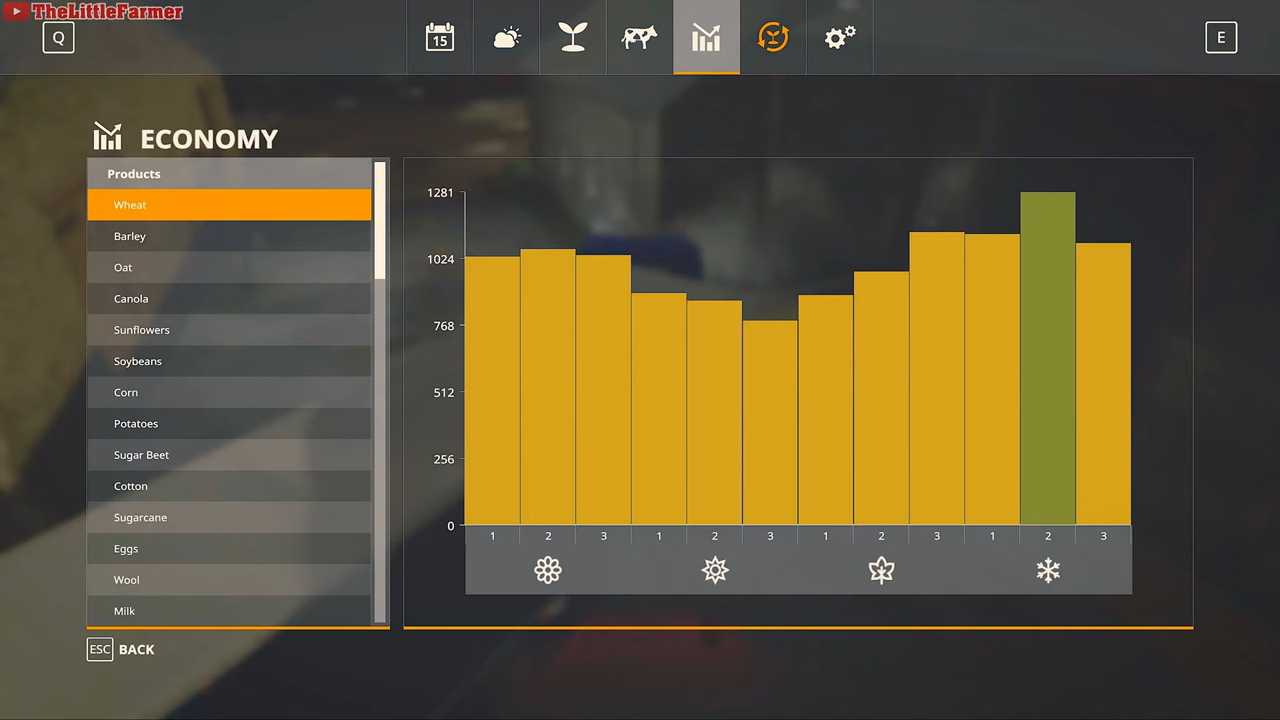 TheLittleFarmer
Q
15
E
ECONOMY
Products
Wheat
Barley
Oat
Canola
Sunflowers
Soybeans
Corn
Potatoes
Sugar Beet
Cotton
Sugarcane
Eggs
Wool
Milk
1281
1024
768
512
256
0
1 2 3 1 2 3 1 2 3 1 2 3
ESC BACK